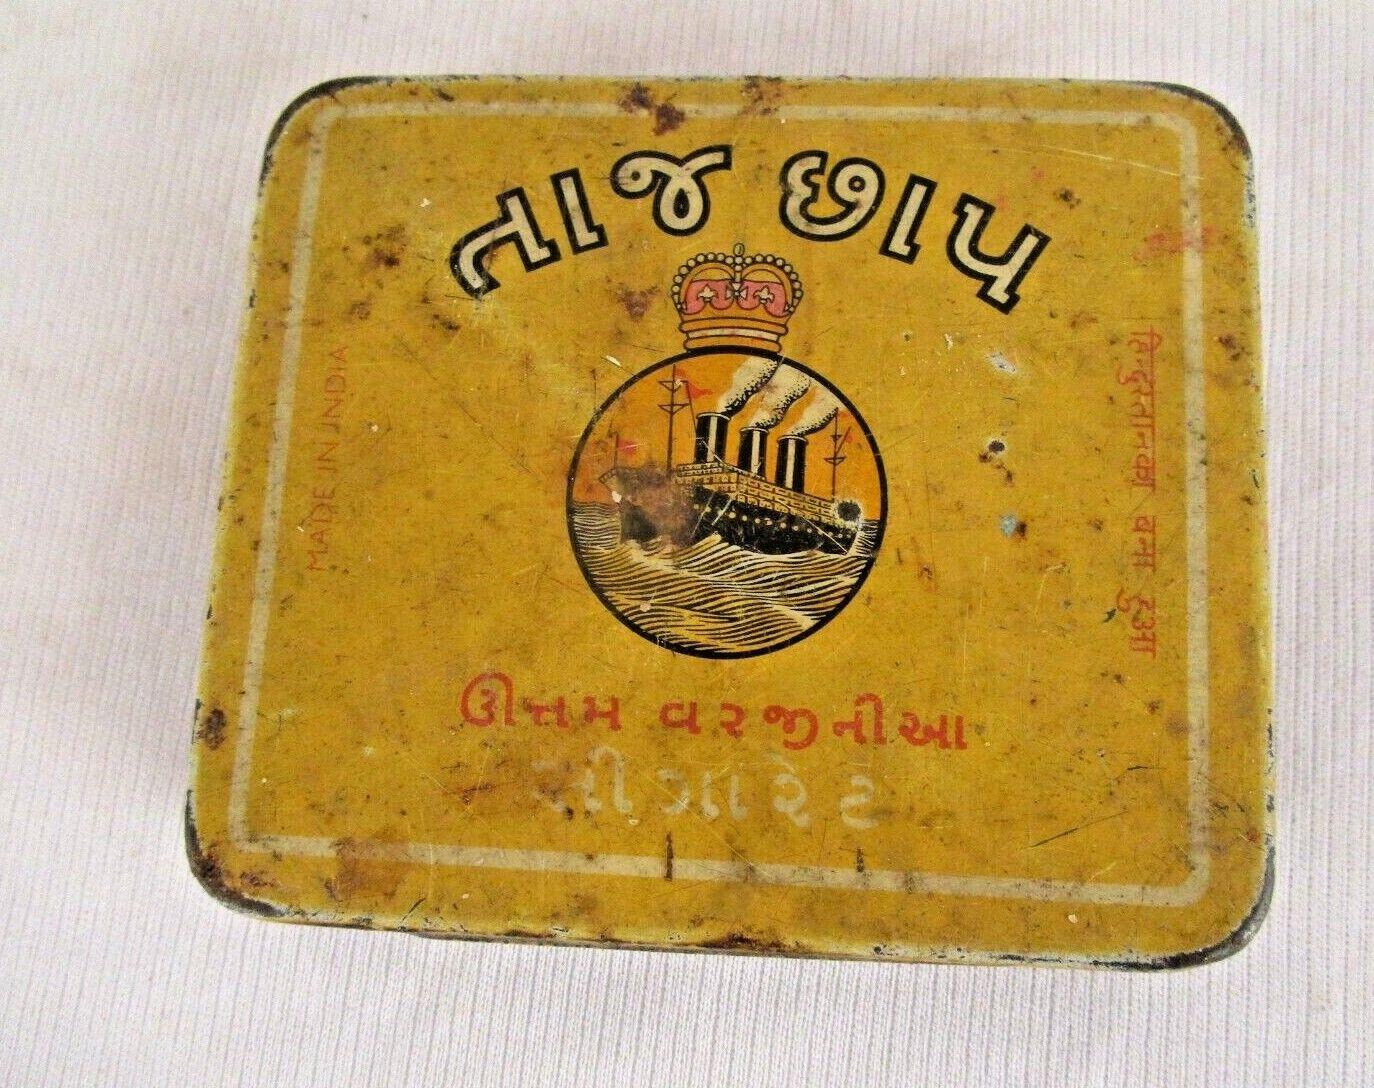 તાજ છાપ
MADE IN INDIA
हिन्दुस्तानका बना हुआ
ઊત્તમ વરજીનીઆ
સીગારેટ